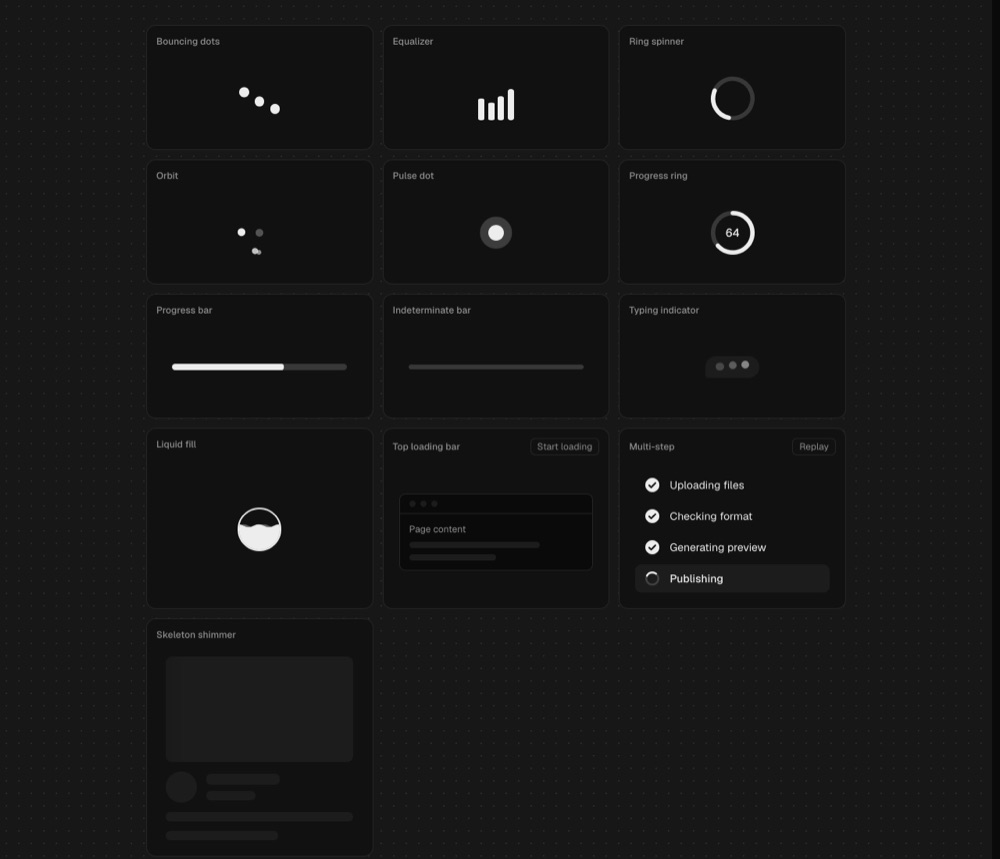 Bouncing dots
Equalizer
Ring spinner
Orbit
Pulse dot
Progress ring
64
Progress bar
Indeterminate bar
Typing indicator
Liquid fill
Top loading bar
Start loading
Page content
Multi-step
Replay
Uploading files
Checking format
Generating preview
Publishing
Skeleton shimmer